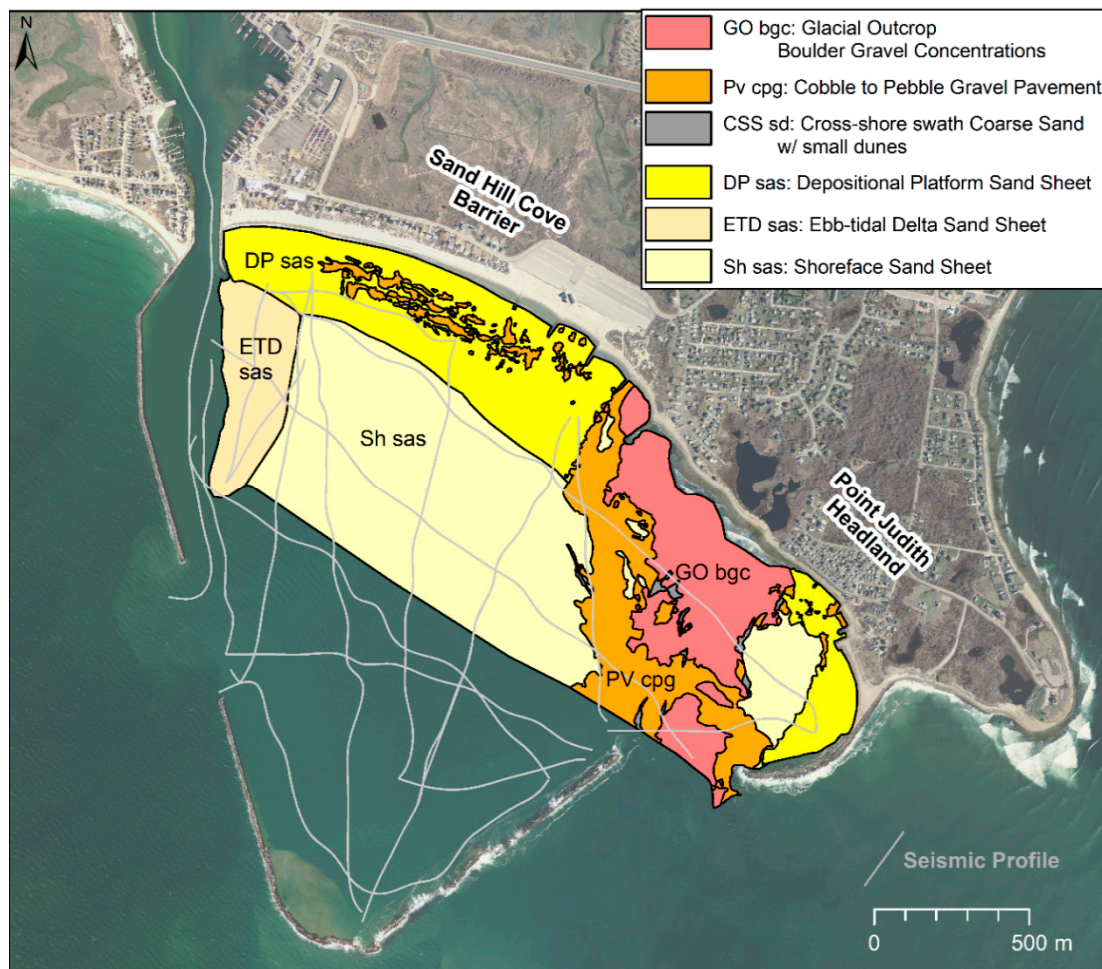 N
GO bgc: Glacial Outcrop
Boulder Gravel Concentrations
Pv cpg: Cobble to Pebble Gravel Pavement
CSS sd: Cross-shore swath Coarse Sand
w/ small dunes
DP sas: Depositional Platform Sand Sheet
ETD sas: Ebb-tidal Delta Sand Sheet
Sh sas: Shoreface Sand Sheet
Sand Hill Cove
Barrier
DP sas
ETD
sas
Sh sas
GO bgc
Point Judith
Headland
PV cpg
Seismic Profile
0 500 m